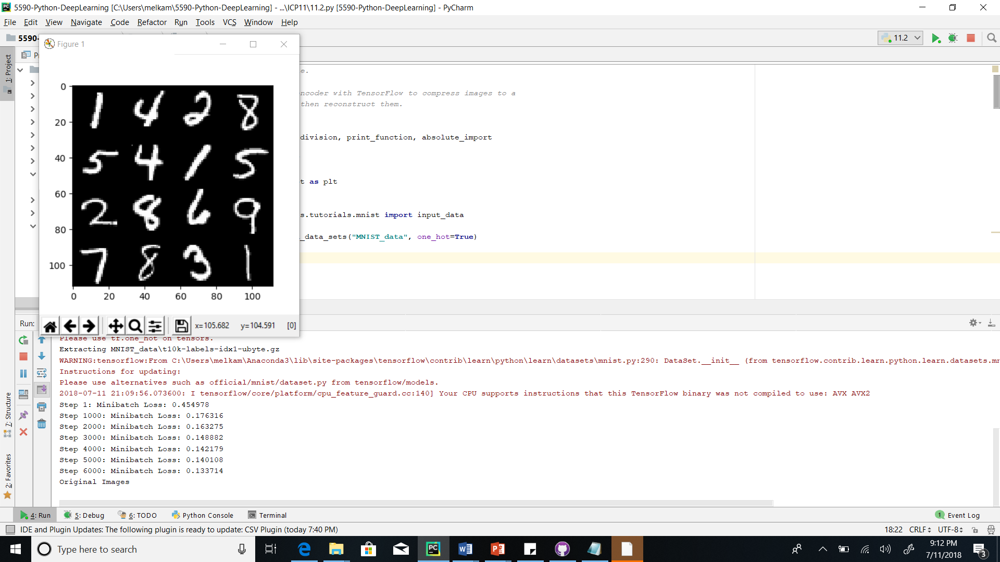 5590-Python-DeepLearning [C:\Users\melkam\5590-Python-DeepLearning] - ...\ICP11\11.2.py [5590-Python-DeepLearning] - PyCharm
File Edit View Navigate Code Refactor Run Tools VCS Window Help
5590-
11.2
Figure 1
1: Project
P
e.
ncoder with TensorFlow to compress images to a
then reconstruct them.
division, print_function, absolute_import
t as plt
s.tutorials.mnist import input_data
_data_sets("MNIST_data", one_hot=True)
0
20
40
60
80
100
1 4 2 8
5 4 1 5
2 8 6 9
7 8 3 1
0 20 40 60 80 100
x=105.682 y=104.591 [0]
Run:
Please use tf.one_hot on tensors.
Extracting MNIST_data\t10k-labels-idx1-ubyte.gz
WARNING:tensorflow:From C:\Users\melkam\Anaconda3\lib\site-packages\tensorflow\contrib\learn\python\learn\datasets\mnist.py:290: DataSet.__init__ (from tensorflow.contrib.learn.python.learn.datasets.mn
Instructions for updating:
Please use alternatives such as official/mnist/dataset.py from tensorflow/models.
2018-07-11 21:09:56.073600: I tensorflow/core/platform/cpu_feature_guard.cc:140] Your CPU supports instructions that this TensorFlow binary was not compiled to use: AVX AVX2
Step 1: Minibatch Loss: 0.454978
Step 1000: Minibatch Loss: 0.176316
Step 2000: Minibatch Loss: 0.163275
Step 3000: Minibatch Loss: 0.148882
Step 4000: Minibatch Loss: 0.142179
Step 5000: Minibatch Loss: 0.140108
Step 6000: Minibatch Loss: 0.133714
Original Images
7: Structure
2: Favorites
4: Run 5: Debug 6: TODO Python Console Terminal 1 Event Log
IDE and Plugin Updates: The following plugin is ready to update: CSV Plugin (today 7:40 PM) 18:22 CRLF UTF-8
Type here to search
9:12 PM
7/11/2018
3